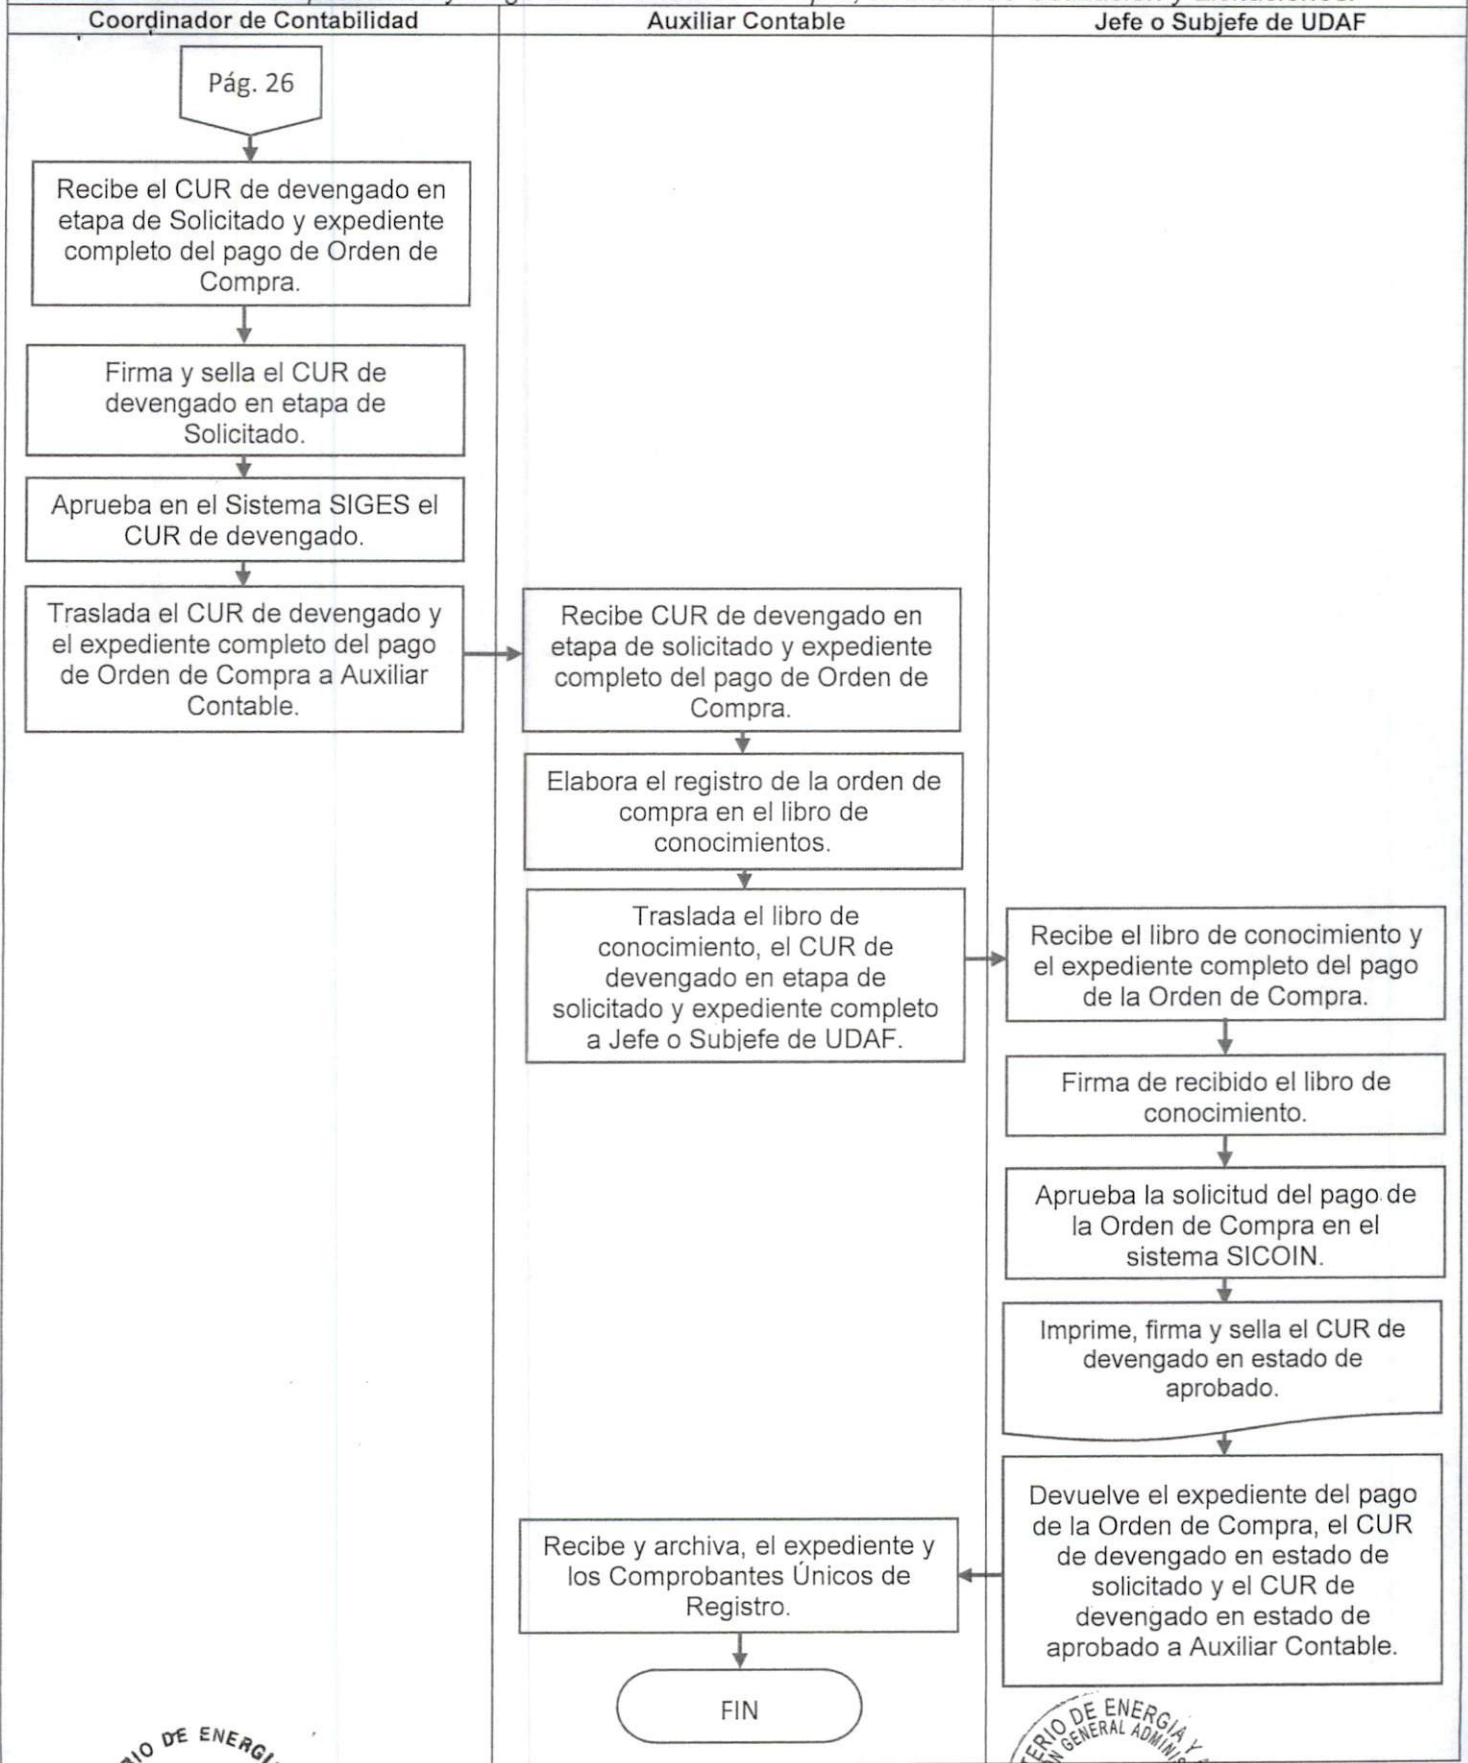 Coordinador de Contabilidad
Auxiliar Contable
Jefe o Subjefe de UDAF
Pág. 26
Recibe el CUR de devengado en
etapa de Solicitado y expediente
completo del pago de Orden de
Compra.
Firma y sella el CUR de
devengado en etapa de
Solicitado.
Aprueba en el Sistema SIGES el
CUR de devengado.
Traslada el CUR de devengado y
el expediente completo del pago
de Orden de Compra a Auxiliar
Contable.
Recibe CUR de devengado en
etapa de solicitado y expediente
completo del pago de Orden de
Compra.
Elabora el registro de la orden de
compra en el libro de
conocimientos.
Traslada el libro de
conocimiento, el CUR de
devengado en etapa de
solicitado y expediente completo
a Jefe o Subjefe de UDAF.
Recibe el libro de conocimiento y
el expediente completo del pago
de la Orden de Compra.
Firma de recibido el libro de
conocimiento.
Aprueba la solicitud del pago de
la Orden de Compra en el
sistema SICOIN.
Imprime, firma y sella el CUR de
devengado en estado de
aprobado.
Devuelve el expediente del pago
de la Orden de Compra, el CUR
de devengado en estado de
solicitado y el CUR de
devengado en estado de
aprobado a Auxiliar Contable.
Recibe y archiva, el expediente y
los Comprobantes Únicos de
Registro.
FIN
DE ENERG
DE ENERGIA Y
GENERAL